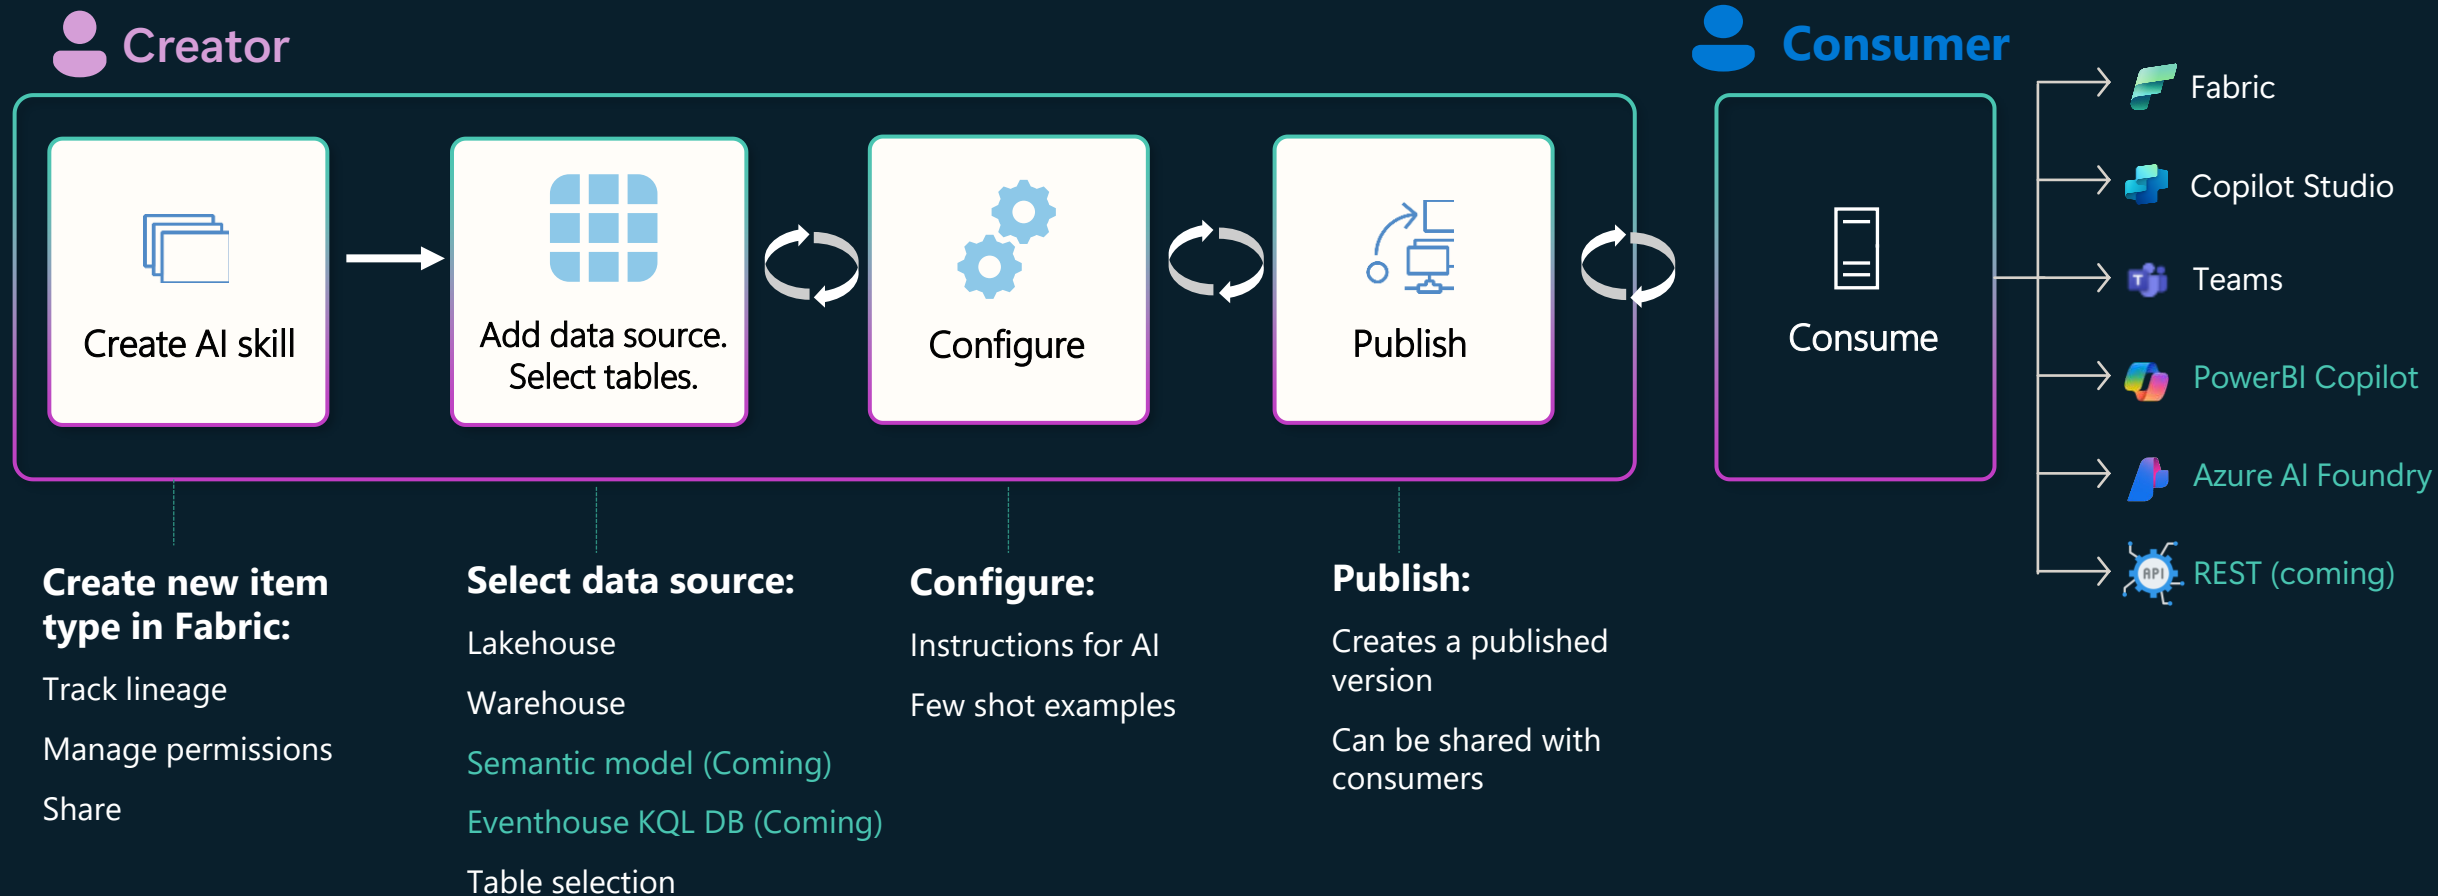 Creator
Consumer
Create AI skill
Add data source.
Select tables.
Configure
Publish
Consume
Fabric
Copilot Studio
T
Teams
PowerBI Copilot
Azure AI Foundry
API
REST (coming)
Create new item
type in Fabric:
Track lineage
Manage permissions
Share
Select data source:
Lakehouse
Warehouse
Semantic model (Coming)
Eventhouse KQL DB (Coming)
Table selection
Configure:
Instructions for AI
Few shot examples
Publish:
Creates a published
version
Can be shared with
consumers